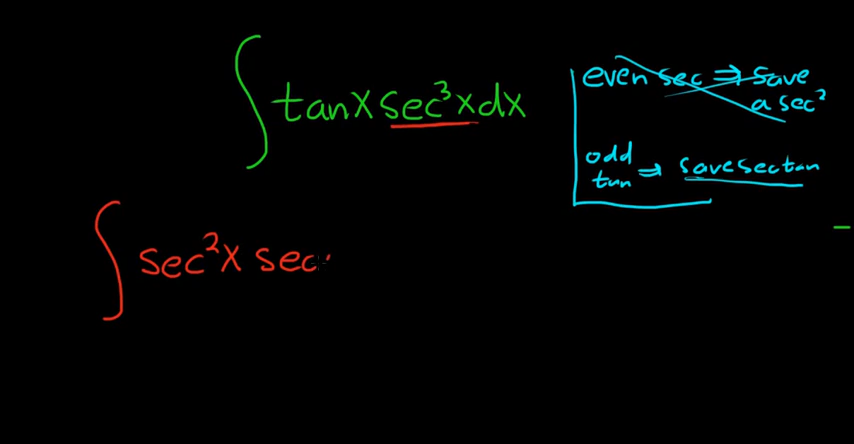 ∫ tanx sec³x dx
even sec ⇒ save
a sec²
odd
tan ⇒ save sec tan
∫ sec²x sec